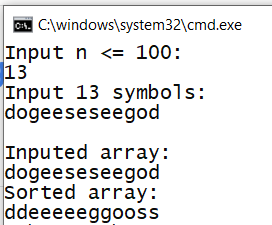 C:\windows\system32\cmd.exe
Input n <= 100:
13
Input 13 symbols:
dogeeseseegod
Inputed array:
dogeeseseegod
Sorted array:
ddeeeeeggooss